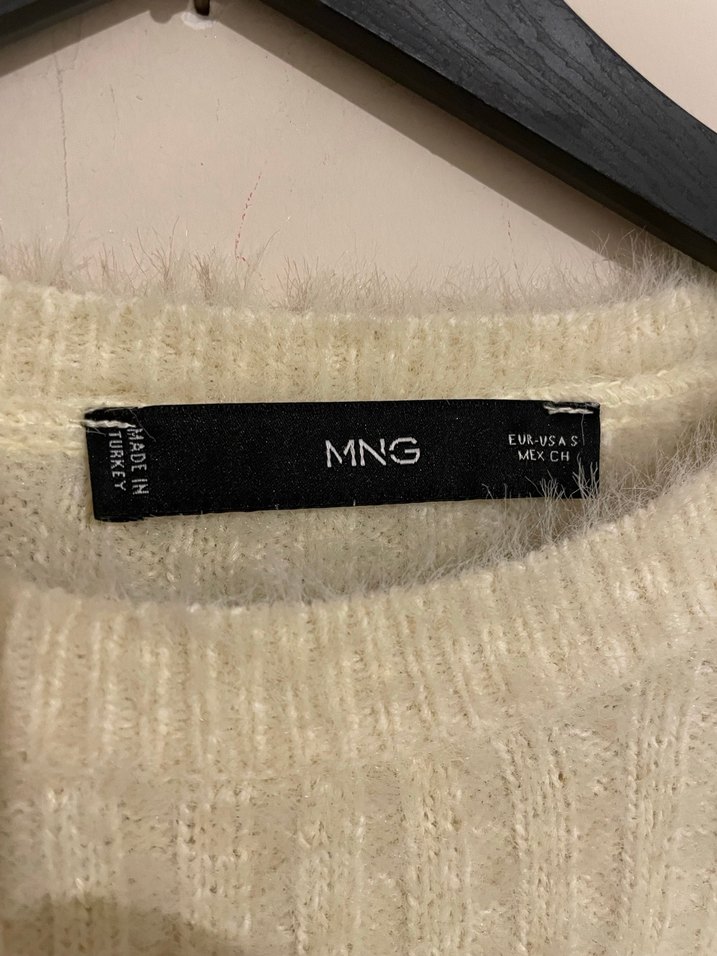 MADE IN
TURKEY
MNG
EUR-USA S
MEX CH